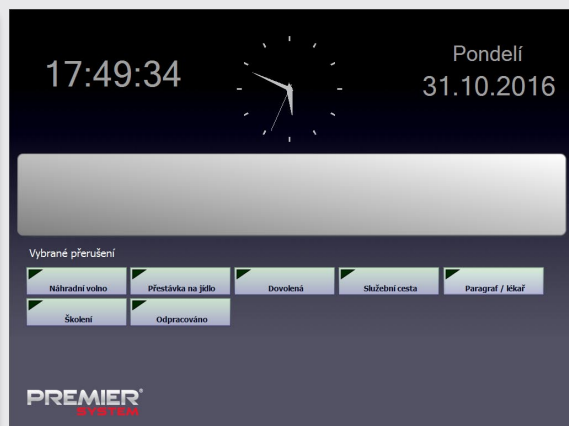 17:49:34
Pondelí
31.10.2016
Vybrané přerušení
Náhradní volno
Přestávka na jídlo
Dovolená
Služební cesta
Paragraf / lékař
Školení
Odpracováno
PREMIER®
SYSTEM